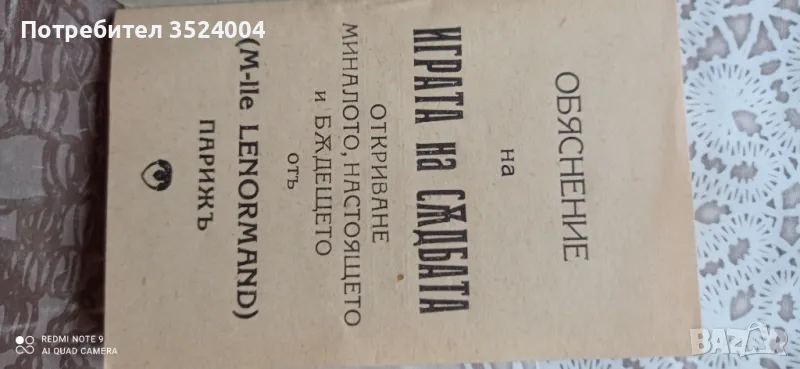 Потребител 3524004
ОБЯСНЕНИЕ
на
ИГРАТА на СѪДБАТА
ОТКРИВАНЕ
МИНАЛОТО, НАСТОЯЩЕТО
И БѪДЕЩЕТО
отъ
(M-lle LENORMAND)
ПАРИЖЪ
REDMI NOTE 9
AI QUAD CAMERA
BAZAR